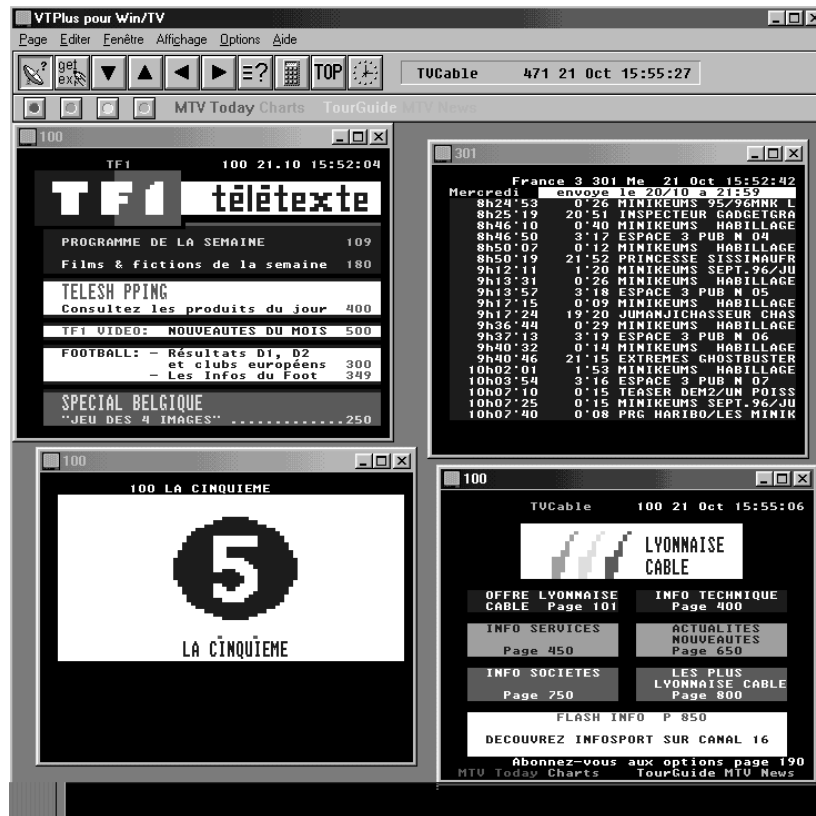 VTPlus pour Win/TV
Page Editer Fenêtre Affichage Options Aide
get ex TOP TVCable 471 21 Oct 15:55:27
MTV Today Charts TourGuide MTV News
100
TF1 100 21.10 15:52:04
TF1 télétexte
PROGRAMME DE LA SEMAINE 109
Films & fictions de la semaine 180
TELESH PPING
Consultez les produits du jour 400
TF1 VIDEO: NOUVEAUTES DU MOIS 500
FOOTBALL: - Résultats D1, D2
et clubs européens 300
- Les Infos du Foot 349
SPECIAL BELGIQUE
"JEU DES 4 IMAGES" .............250
301
France 3 301 Me 21 Oct 15:52:42
Mercredi envoye le 20/10 a 21:59
8h24'53 0'26 MINIKEUMS 95/96MNK L
8h25'19 20'51 INSPECTEUR GADGETGRA
8h46'10 0'40 MINIKEUMS HABILLAGE
8h46'50 3'17 ESPACE 3 PUB N 04
8h50'07 0'12 MINIKEUMS HABILLAGE
8h50'19 21'52 PRINCESSE SISSINAUFR
9h12'11 1'20 MINIKEUMS SEPT.96/JU
9h13'31 0'26 MINIKEUMS HABILLAGE
9h13'57 3'18 ESPACE 3 PUB N 05
9h17'15 0'09 MINIKEUMS HABILLAGE
9h17'24 19'20 JUMANJICHASSEUR CHAS
9h36'44 0'29 MINIKEUMS HABILLAGE
9h37'13 3'19 ESPACE 3 PUB N 06
9h40'32 0'14 MINIKEUMS HABILLAGE
9h40'46 21'15 EXTREMES GHOSTBUSTER
10h02'01 1'53 MINIKEUMS HABILLAGE
10h03'54 3'16 ESPACE 3 PUB N 07
10h07'10 0'15 TEASER DEM2/UN POISS
10h07'25 0'15 MINIKEUMS SEPT.96/JU
10h07'40 0'08 PRG HARIBO/LES MINIK
100
100 LA CINQUIEME
5
LA CINQUIEME
100
TVCable 100 21 Oct 15:55:06
LYONNAISE
CABLE
OFFRE LYONNAISE INFO TECHNIQUE
CABLE Page 101 Page 400
INFO SERVICES ACTUALITES
NOUVEAUTES
Page 450 Page 650
INFO SOCIETES LES PLUS
LYONNAISE CABLE
Page 750 Page 800
FLASH INFO P 850
DECOUVREZ INFOSPORT SUR CANAL 16
Abonnez-vous aux options page 190
MTV Today Charts TourGuide MTV News